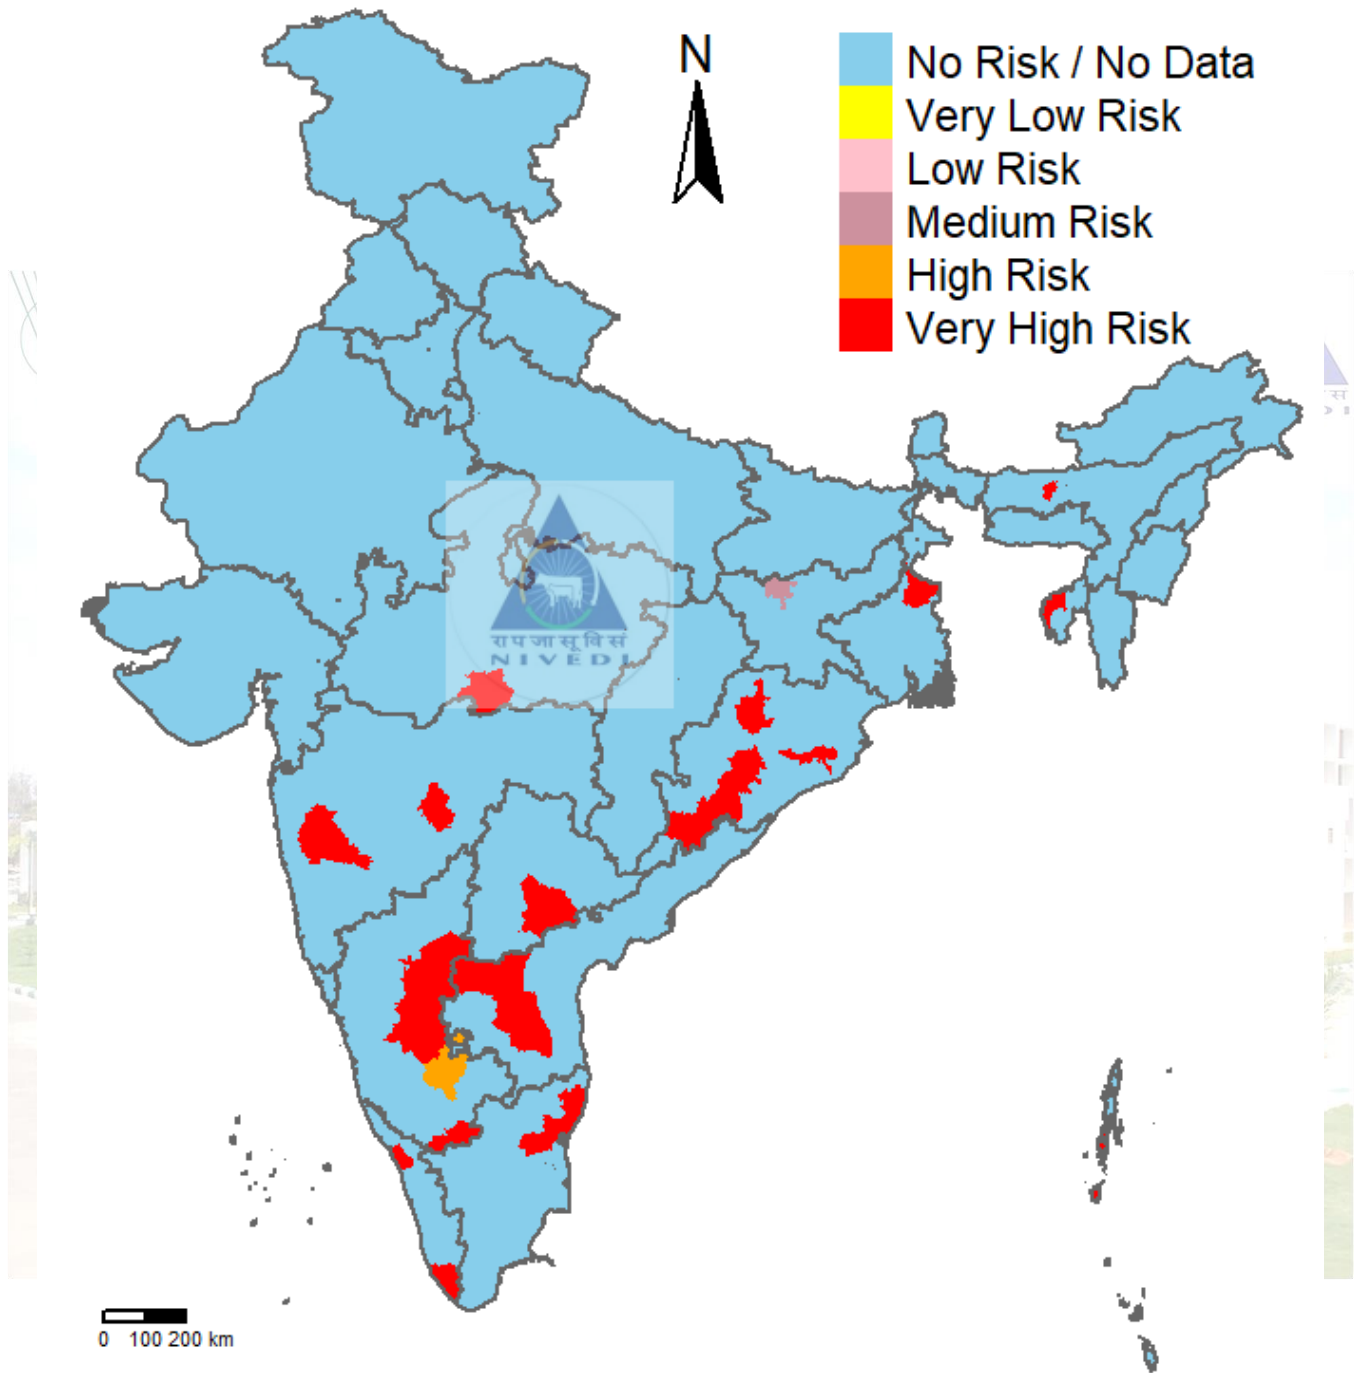 N
No Risk / No Data
Very Low Risk
Low Risk
Medium Risk
High Risk
Very High Risk
रापजासूविसं
NIVEDI
0 100 200 km